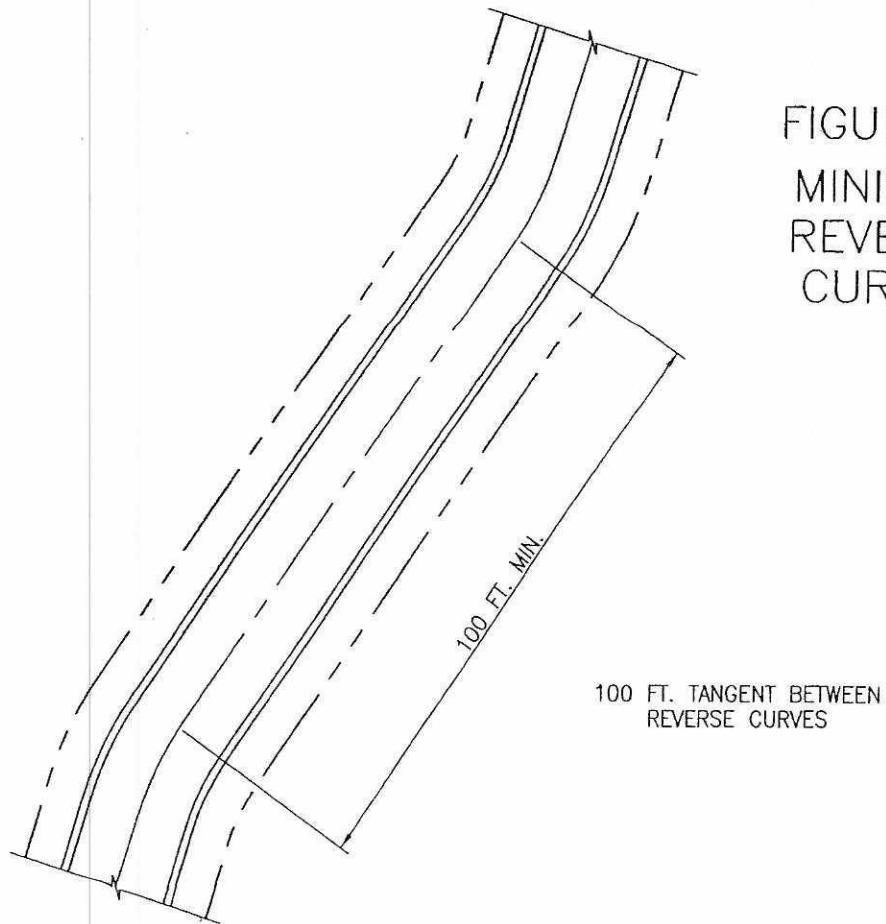 FIGU
MINI
REVE
CUR
100 FT. MIN.
100 FT. TANGENT BETWEEN
REVERSE CURVES